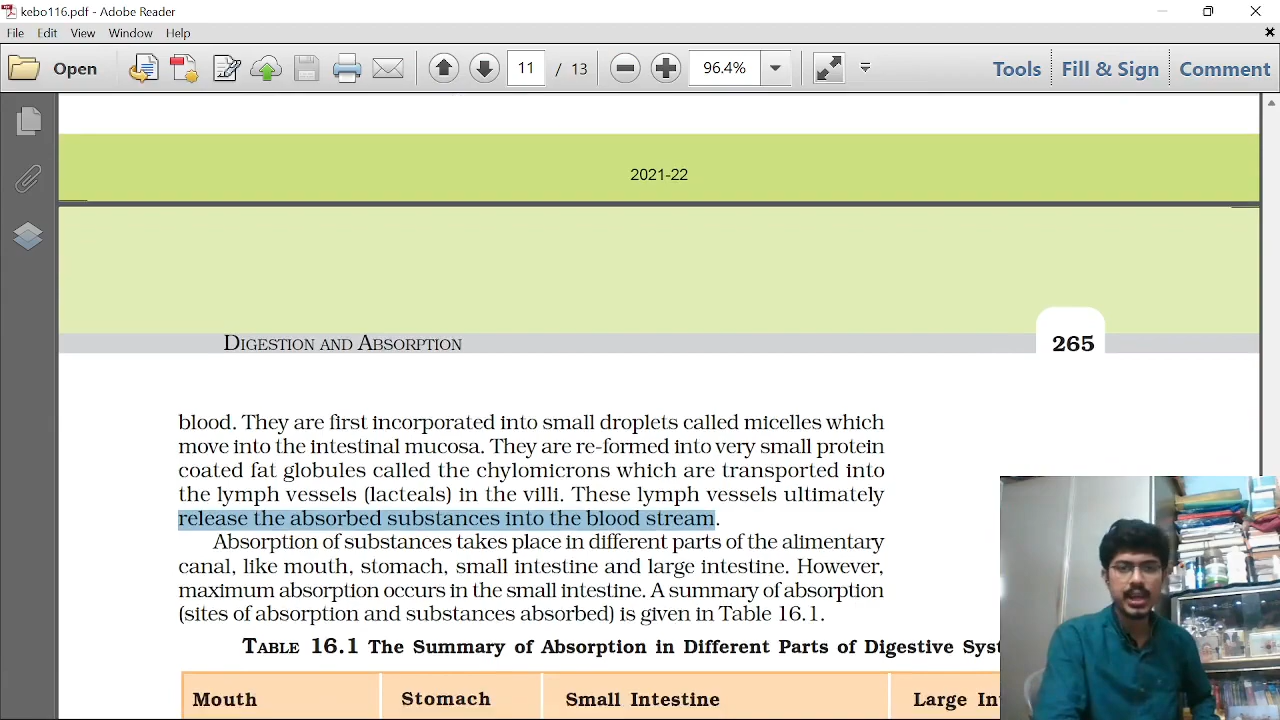 kebo116.pdf - Adobe Reader
File Edit View Window Help
Open 11 / 13 96.4% Tools Fill & Sign Comment
2021-22
DIGESTION AND ABSORPTION 265
blood. They are first incorporated into small droplets called micelles which
move into the intestinal mucosa. They are re-formed into very small protein
coated fat globules called the chylomicrons which are transported into
the lymph vessels (lacteals) in the villi. These lymph vessels ultimately
release the absorbed substances into the blood stream.
Absorption of substances takes place in different parts of the alimentary
canal, like mouth, stomach, small intestine and large intestine. However,
maximum absorption occurs in the small intestine. A summary of absorption
(sites of absorption and substances absorbed) is given in Table 16.1.
TABLE 16.1 The Summary of Absorption in Different Parts of Digestive Syst
Mouth Stomach Small Intestine Large In